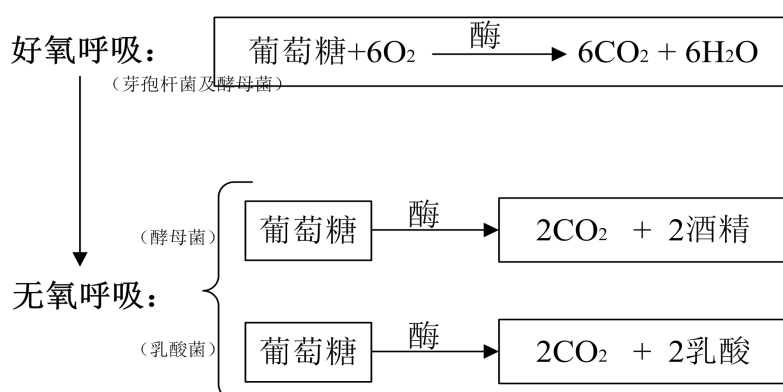 好氧呼吸： 葡萄糖+6O₂ 酶 6CO₂ + 6H₂O
（芽孢杆菌及酵母菌）
（酵母菌） 葡萄糖 酶 2CO₂ + 2酒精
无氧呼吸：
（乳酸菌） 葡萄糖 酶 2CO₂ + 2乳酸